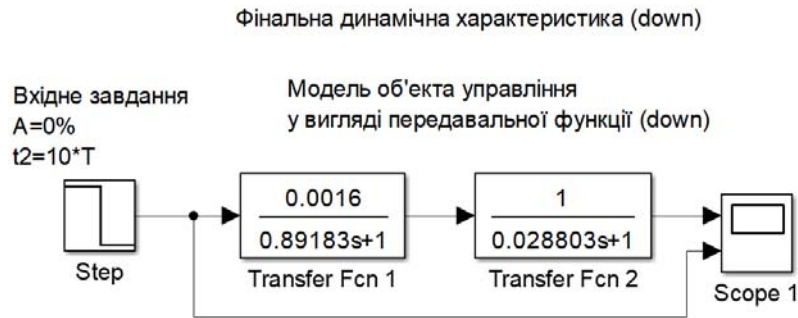 Фінальна динамічна характеристика (down)
Вхідне завдання
A=0%
t2=10*T
Модель об'екта управління
у вигляді передавальної функції (down)
Step
0.0016
0.89183s+1
Transfer Fcn 1
1
0.028803s+1
Transfer Fcn 2
Scope 1